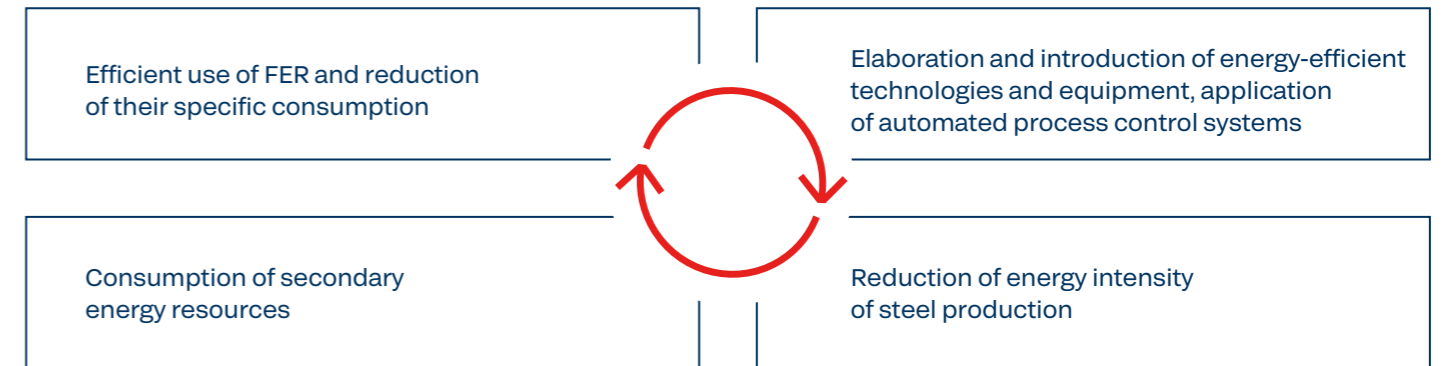 Efficient use of FER and reduction
of their specific consumption
Elaboration and introduction of energy-efficient
technologies and equipment, application
of automated process control systems
Consumption of secondary
energy resources
Reduction of energy intensity
of steel production